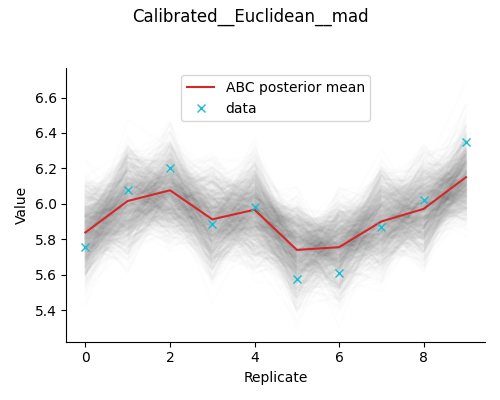 Calibrated__Euclidean__mad
ABC posterior mean
data
6.6
6.4
6.2
6.0
5.8
5.6
5.4
Value
0
2
4
6
8
Replicate